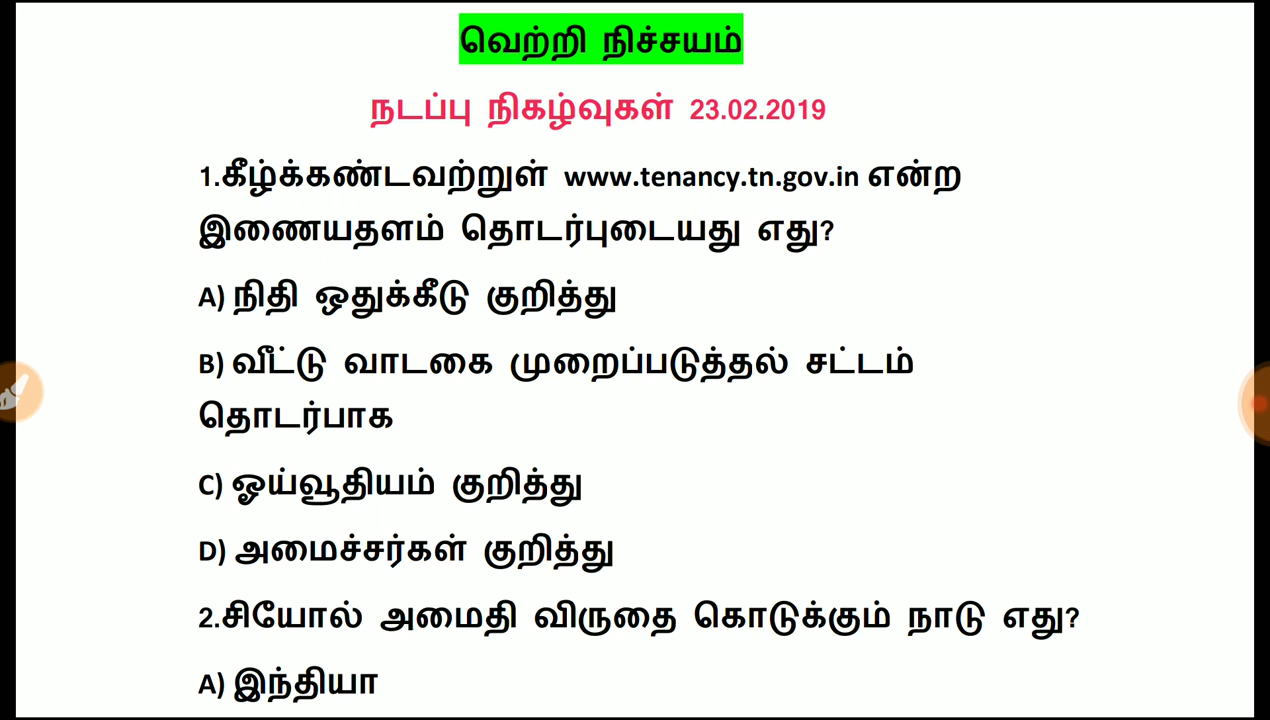 வெற்றி நிச்சயம்
நடப்பு நிகழ்வுகள் 23.02.2019
1.கீழ்க்கண்டவற்றுள் www.tenancy.tn.gov.in என்ற
இணையதளம் தொடர்புடையது எது?
A) நிதி ஒதுக்கீடு குறித்து
B) வீட்டு வாடகை முறைப்படுத்தல் சட்டம்
தொடர்பாக
C) ஓய்வூதியம் குறித்து
D) அமைச்சர்கள் குறித்து
2.சியோல் அமைதி விருதை கொடுக்கும் நாடு எது?
A) இந்தியா